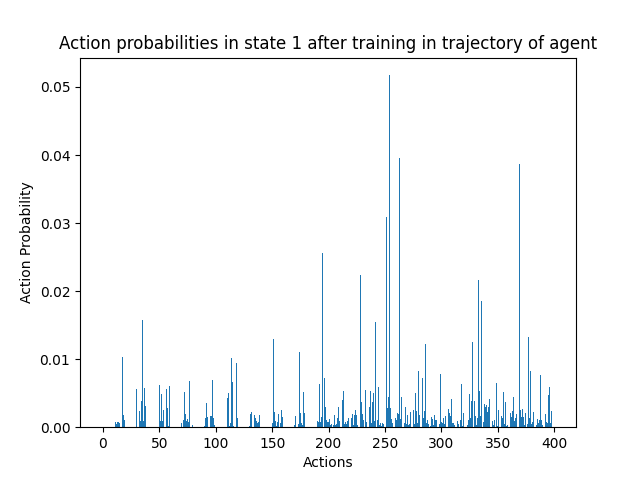 Action probabilities in state 1 after training in trajectory of agent
Action Probability
0.05
0.04
0.03
0.02
0.01
0.00
0 50 100 150 200 250 300 350 400
Actions